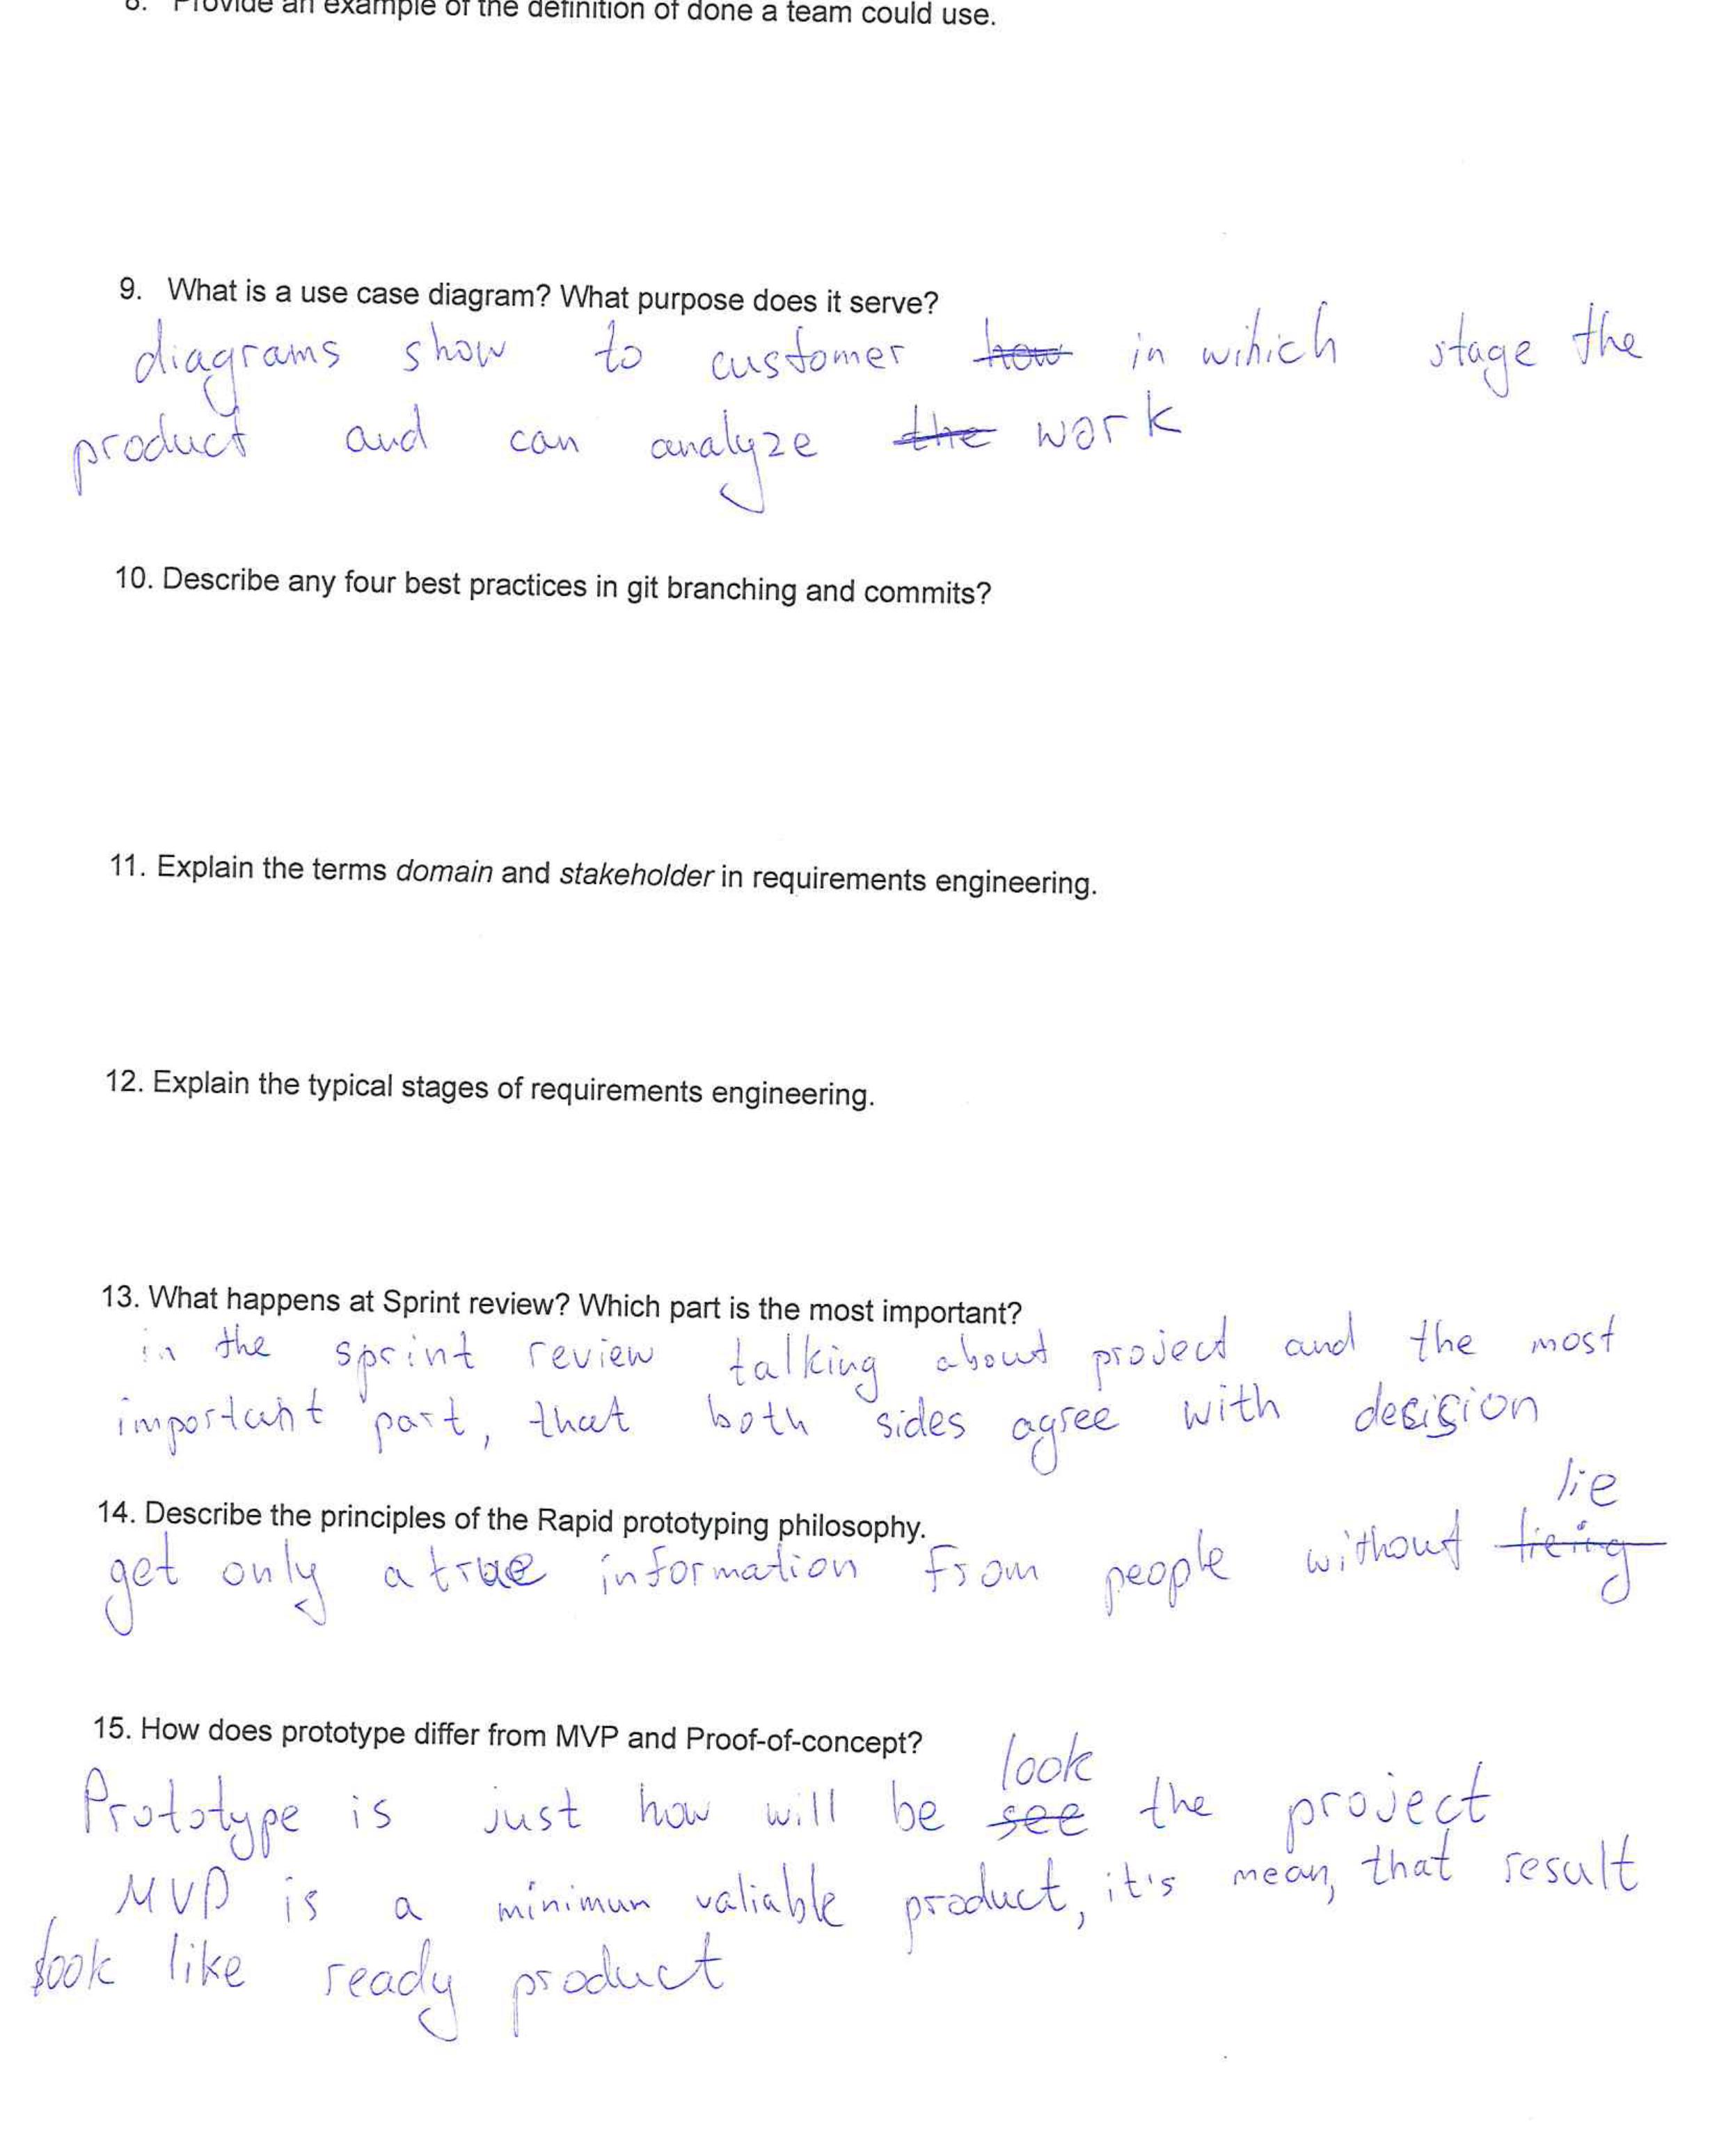 8. Provide an example of the definition of done a team could use.
9. What is a use case diagram? What purpose does it serve?
diagrams show to customer how in wihich stage the
product and can analyze the work
10. Describe any four best practices in git branching and commits?
11. Explain the terms domain and stakeholder in requirements engineering.
12. Explain the typical stages of requirements engineering.
13. What happens at Sprint review? Which part is the most important?
in the sprint review talking about project and the most
important part, that both sides agree with decision
14. Describe the principles of the Rapid prototyping philosophy.
lie
get only a true information from people without lieing
15. How does prototype differ from MVP and Proof-of-concept?
look
Prototype is just how will be see the project
MVP is a minimum valiable product, it's mean, that result
look like ready product